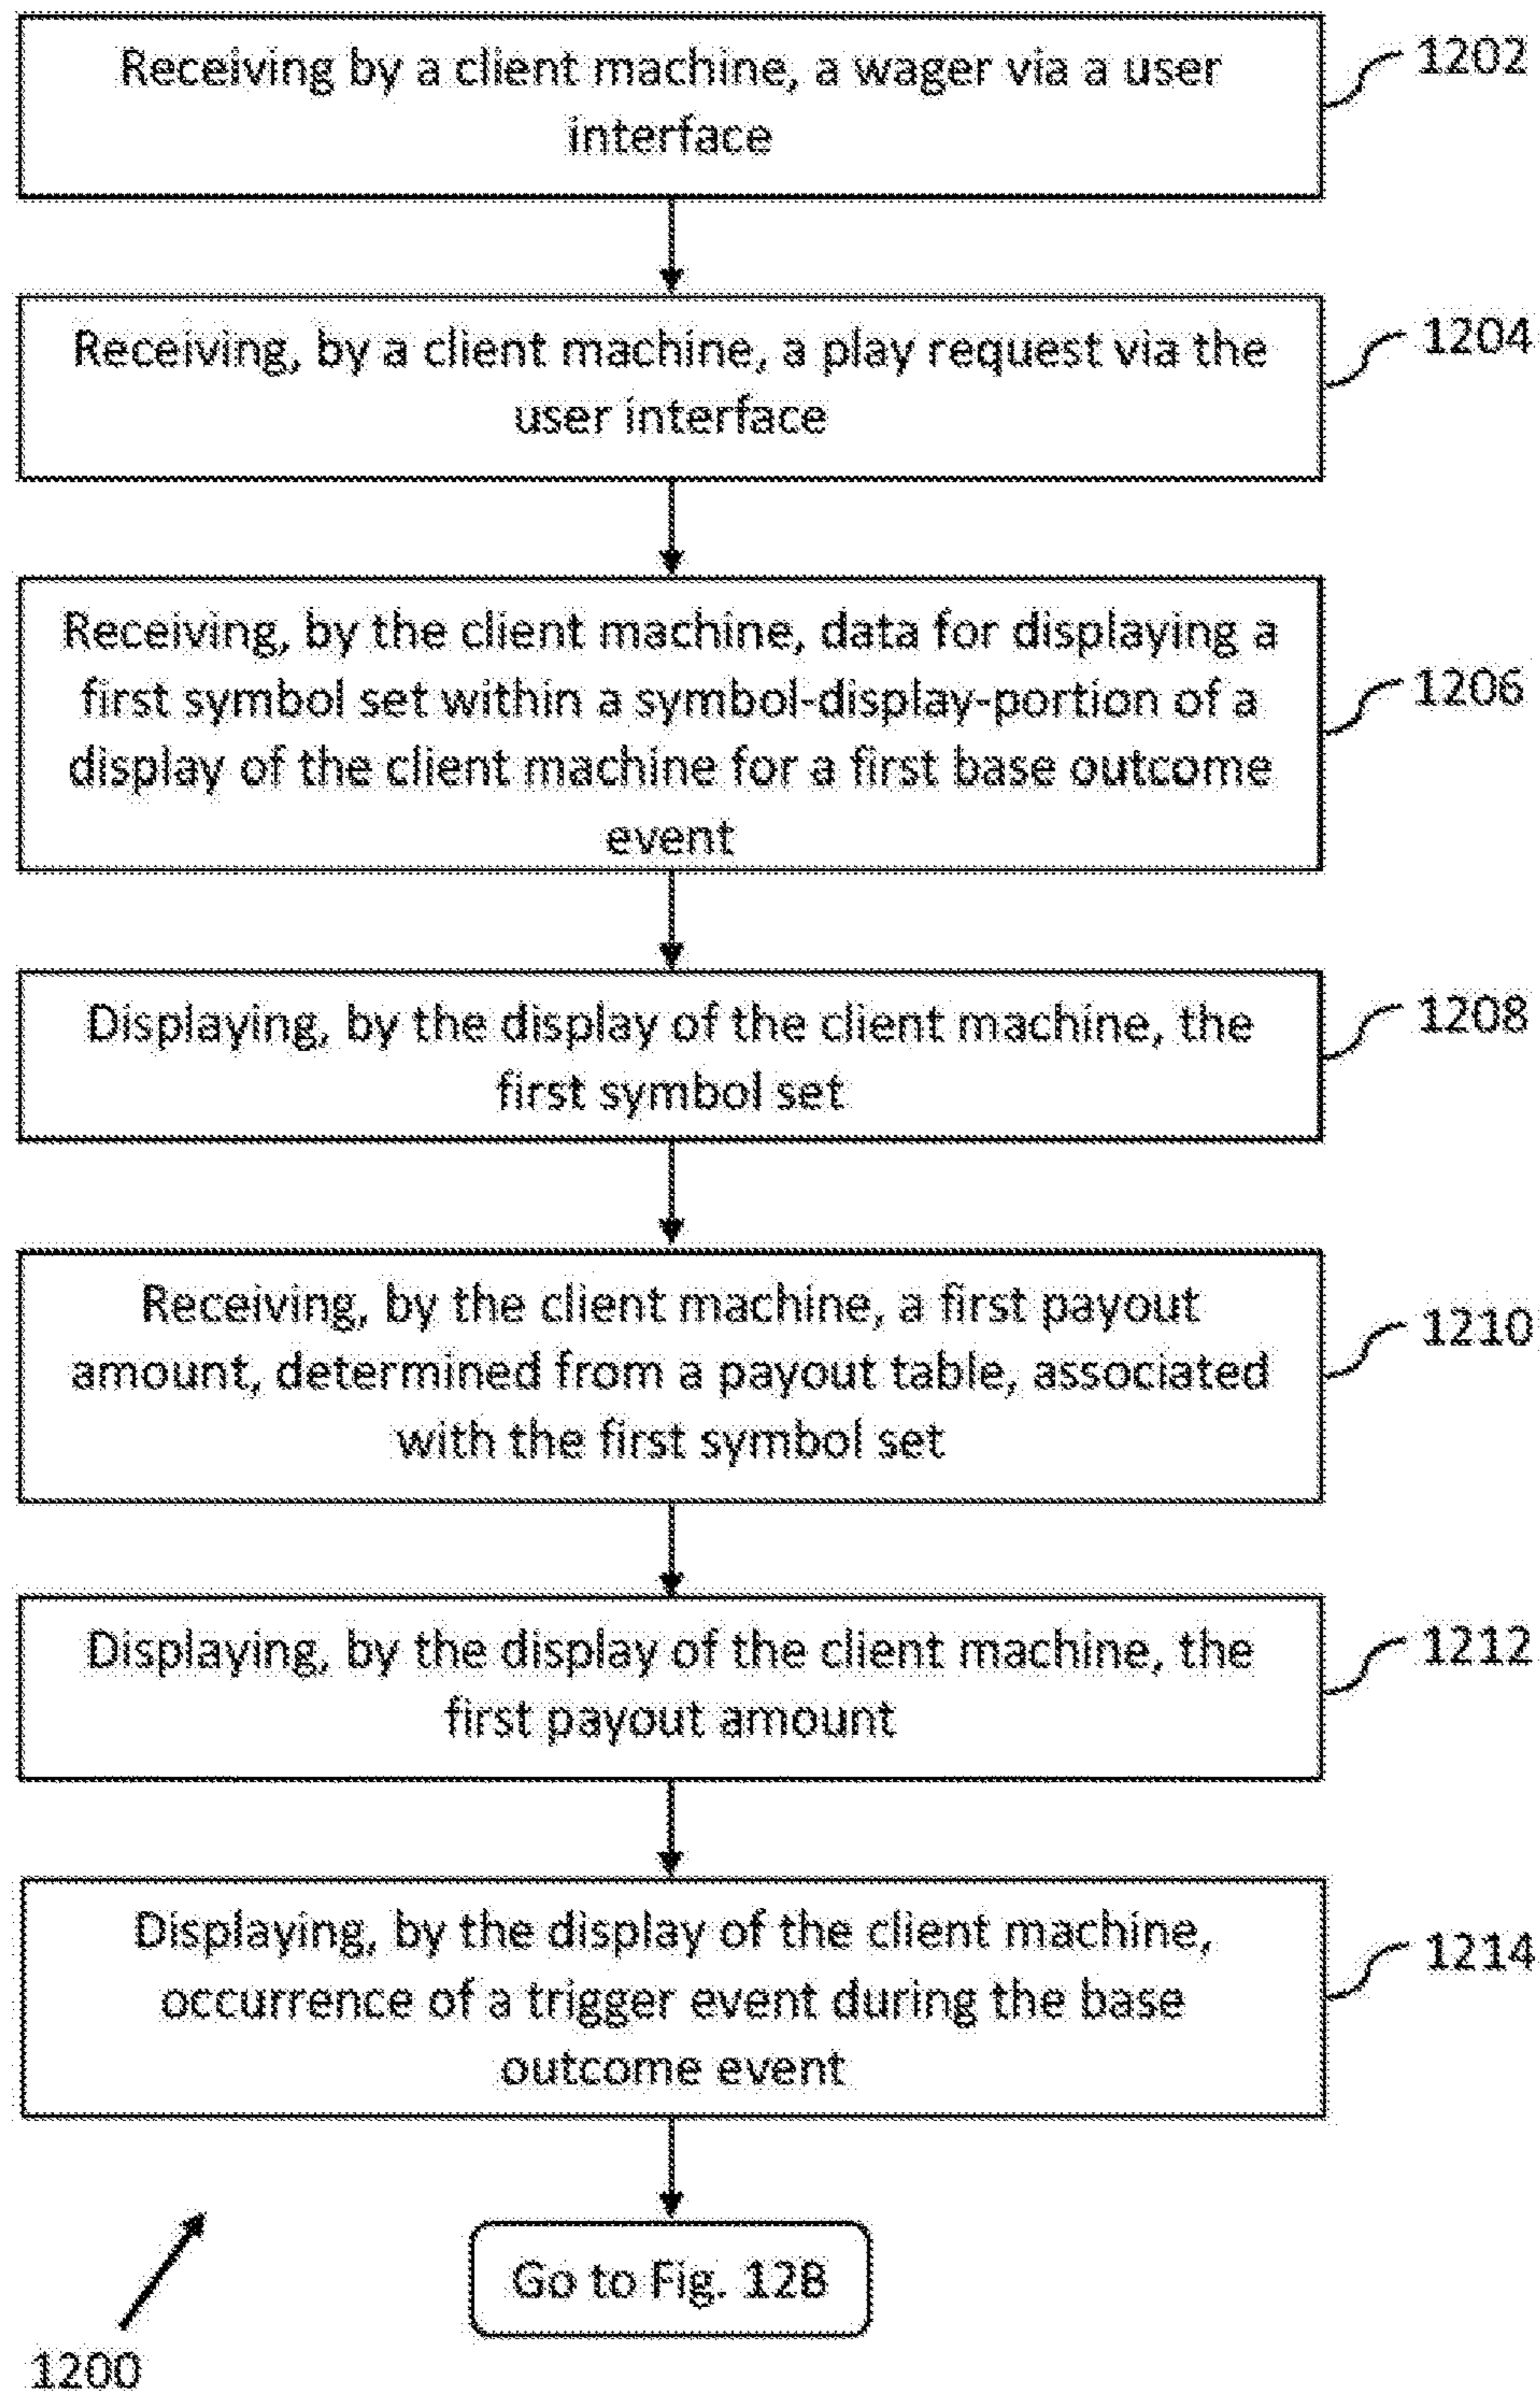 Receiving by a client machine, a wager via a user
interface
1202
Receiving, by a client machine, a play request via the
user interface
1204
Receiving, by the client machine, data for displaying a
first symbol set within a symbol-display-portion of a
display of the client machine for a first base outcome
event
1206
Displaying, by the display of the client machine, the
first symbol set
1208
Receiving, by the client machine, a first payout
amount, determined from a payout table, associated
with the first symbol set
1210
Displaying, by the display of the client machine, the
first payout amount
1212
Displaying, by the display of the client machine,
occurrence of a trigger event during the base
outcome event
1214
Go to Fig. 12B
1200